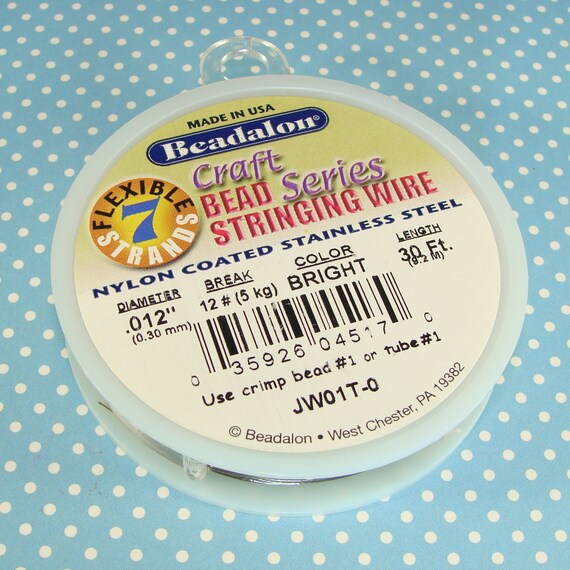 MADE IN USA
Beadalon®
Craft Series
BEAD
STRINGING WIRE
FLEXIBLE
7
STRANDS
NYLON COATED STAINLESS STEEL
DIAMETER
.012"
(0.30 mm)
BREAK
12 # (5 kg)
COLOR
BRIGHT
LENGTH
30 Ft.
(9.2 m)
0 35926 04517 0
Use crimp bead #1 or tube #1
JW01T-0
© Beadalon • West Chester, PA 19382